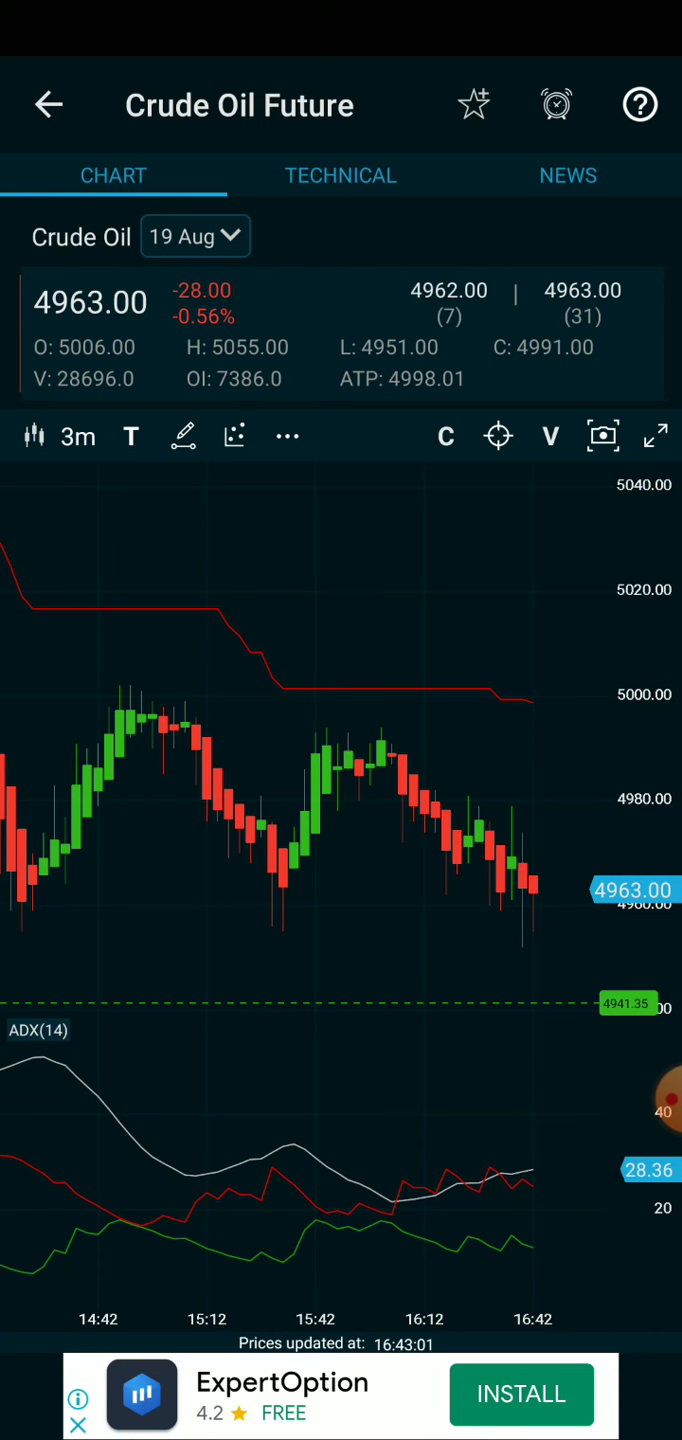 Crude Oil Future
CHART TECHNICAL NEWS
Crude Oil 19 Aug
4963.00 -28.00 4962.00 | 4963.00
-0.56% (7) (31)
O: 5006.00 H: 5055.00 L: 4951.00 C: 4991.00
V: 28696.0 OI: 7386.0 ATP: 4998.01
3m T C V
5040.00
5020.00
5000.00
4980.00
4963.00
4960.00
4941.35
ADX(14)
40
28.36
20
14:42 15:12 15:42 16:12 16:42
Prices updated at: 16:43:01
ExpertOption
4.2 FREE
INSTALL